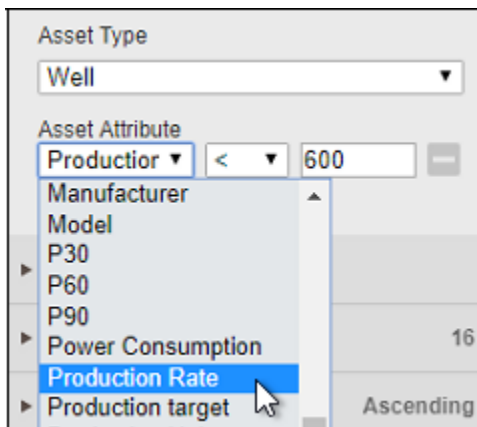 Asset Type
Well
Asset Attribute
Production < 600
Manufacturer
Model
P30
P60
P90
Power Consumption
16
Production Rate
Production target
Ascending